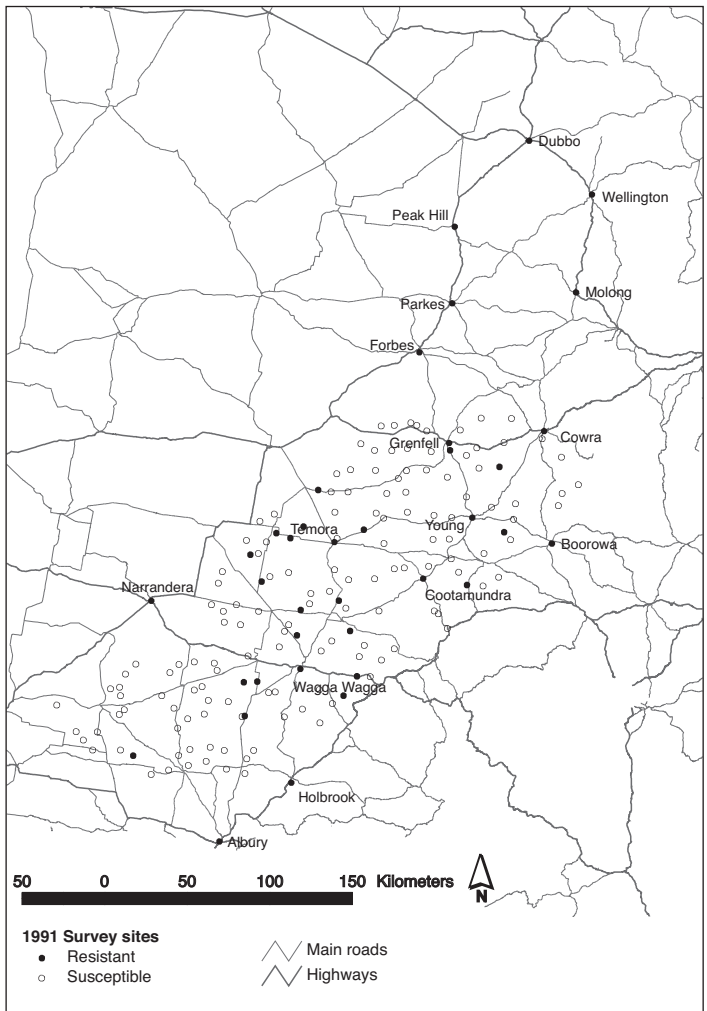 Dubbo
Wellington
Peak Hill
Molong
Parkes
Forbes
Cowra
Grenfell
Young
Temora
Boorowa
Narrandera
Cootamundra
Wagga Wagga
Holbrook
Albury
50 0 50 100 150 Kilometers
N
1991 Survey sites
Resistant
Susceptible
Main roads
Highways